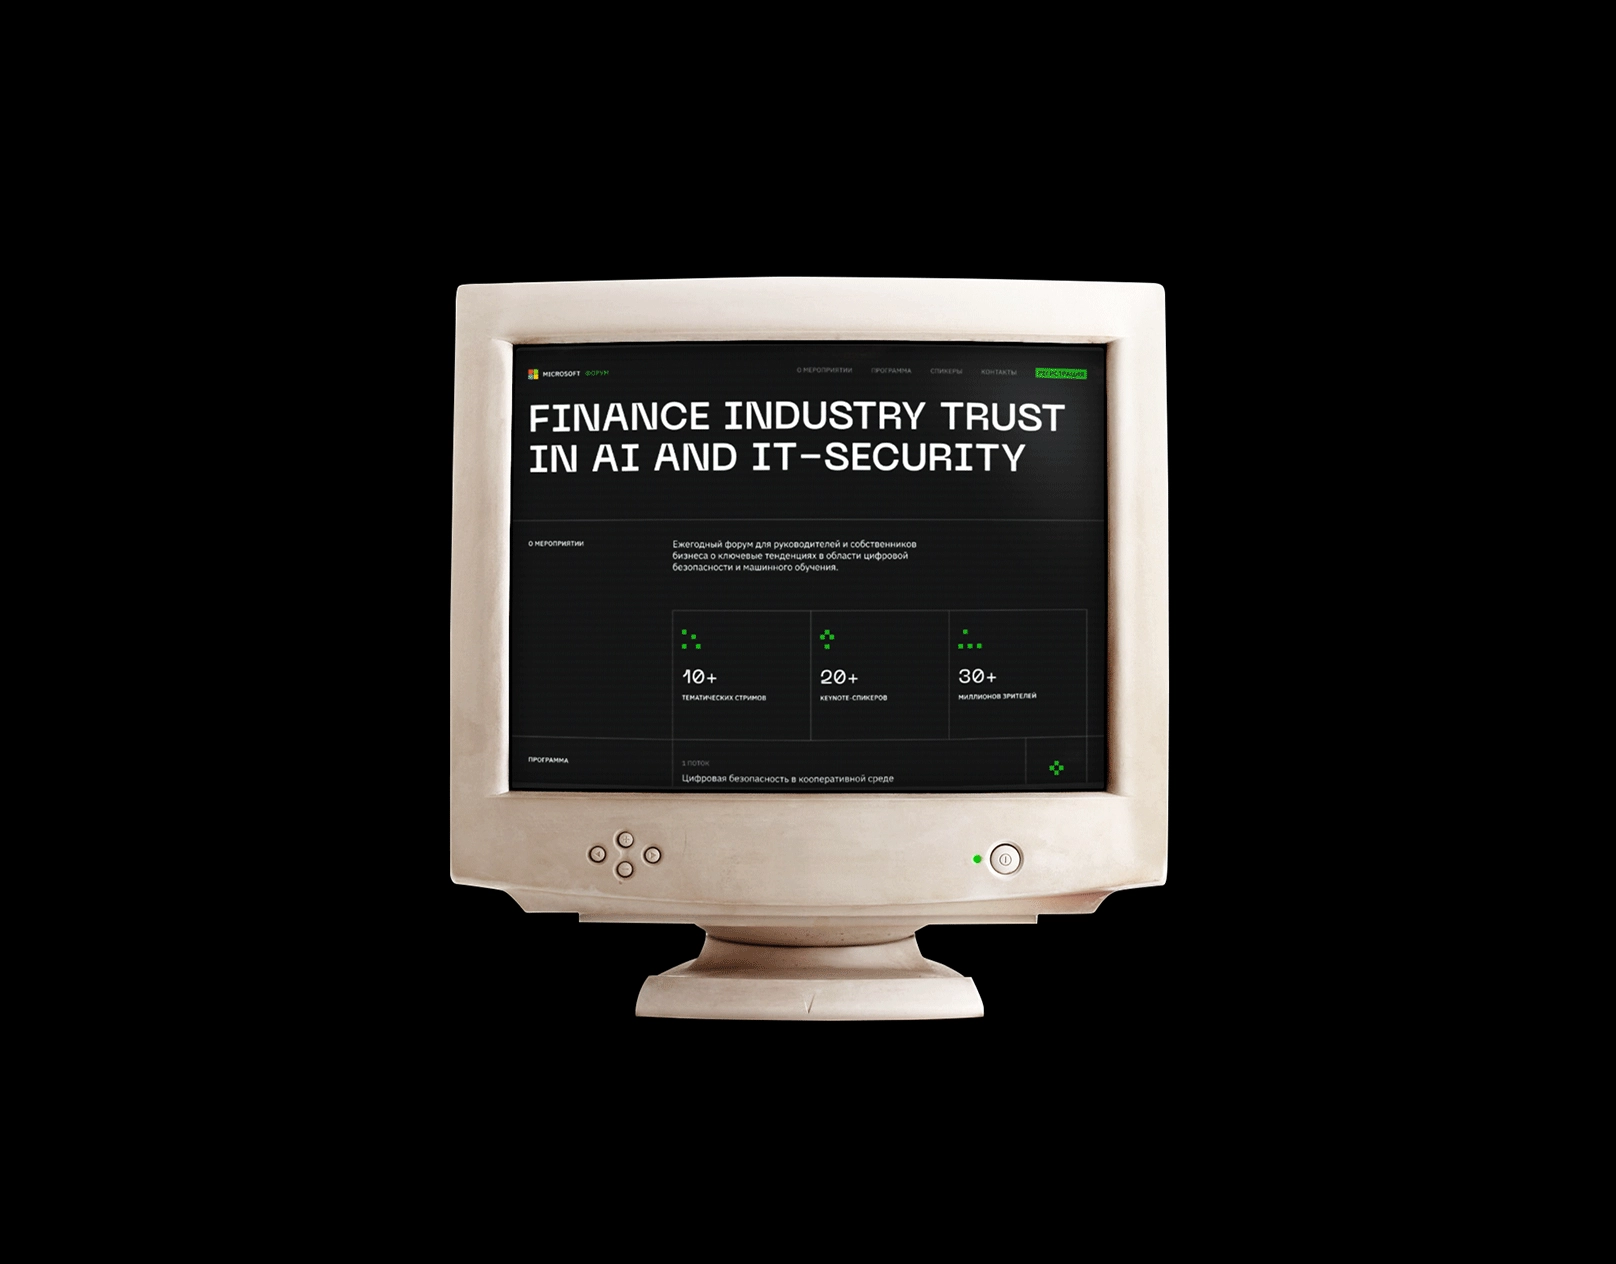 MICROSOFT ФОРУМ
О МЕРОПРИЯТИИ ПРОГРАММА СПИКЕРЫ КОНТАКТЫ РЕГИСТРАЦИЯ
FINANCE INDUSTRY TRUST
IN AI AND IT-SECURITY
О МЕРОПРИЯТИИ
Ежегодный форум для руководителей и собственников
бизнеса о ключевые тенденциях в области цифровой
безопасности и машинного обучения.
10+
ТЕМАТИЧЕСКИХ СТРИМОВ
20+
KEYNOTE-СПИКЕРОВ
30+
МИЛЛИОНОВ ЗРИТЕЛЕЙ
ПРОГРАММА
1 ПОТОК
Цифровая безопасность в кооперативной среде